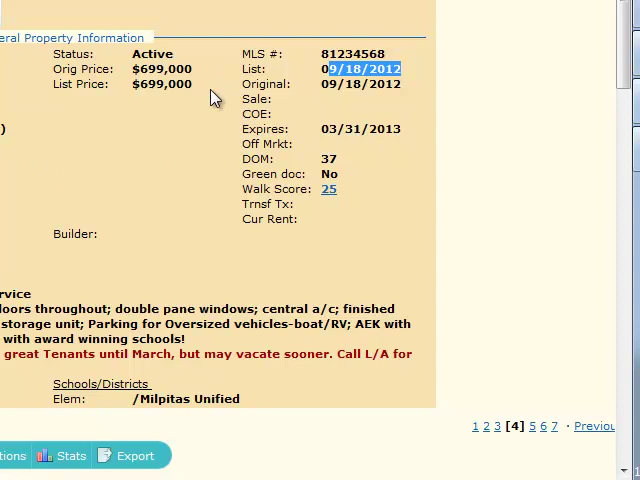 eral Property Information
Status: Active MLS #: 81234568
Orig Price: $699,000 List: 09/18/2012
List Price: $699,000 Original: 09/18/2012
Sale:
COE:
) Expires: 03/31/2013
Off Mrkt:
DOM: 37
Green doc: No
Walk Score: 25
Trnsf Tx:
Cur Rent:
Builder:
rvice
loors throughout; double pane windows; central a/c; finished
storage unit; Parking for Oversized vehicles-boat/RV; AEK with
with award winning schools!
great Tenants until March, but may vacate sooner. Call L/A for
Schools/Districts
Elem: /Milpitas Unified
1 2 3 [4] 5 6 7 · Previou
tions Stats Export